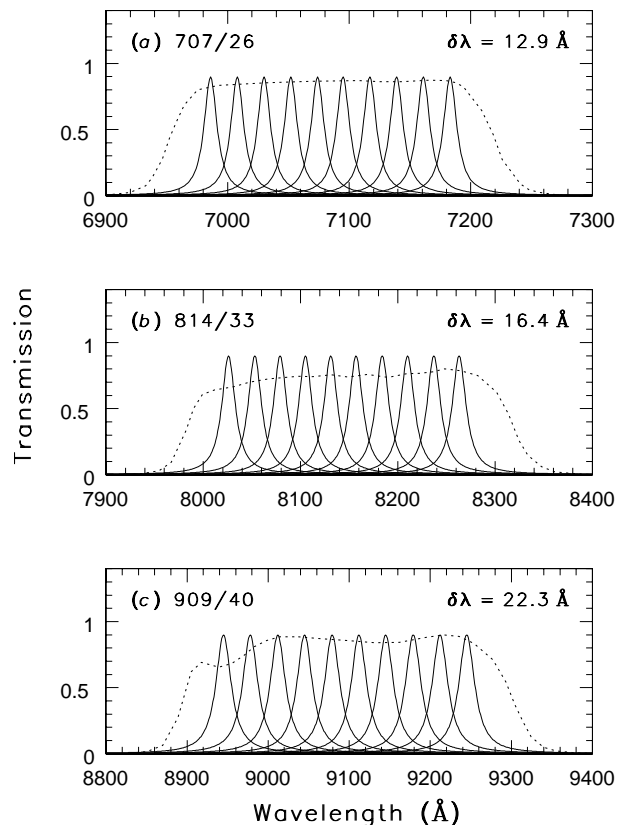 (a) 707/26 δλ = 12.9 Å
1
0.5
0
6900 7000 7100 7200 7300
(b) 814/33 δλ = 16.4 Å
1
0.5
0
7900 8000 8100 8200 8300 8400
Transmission
(c) 909/40 δλ = 22.3 Å
1
0.5
0
8800 8900 9000 9100 9200 9300 9400
Wavelength (Å)